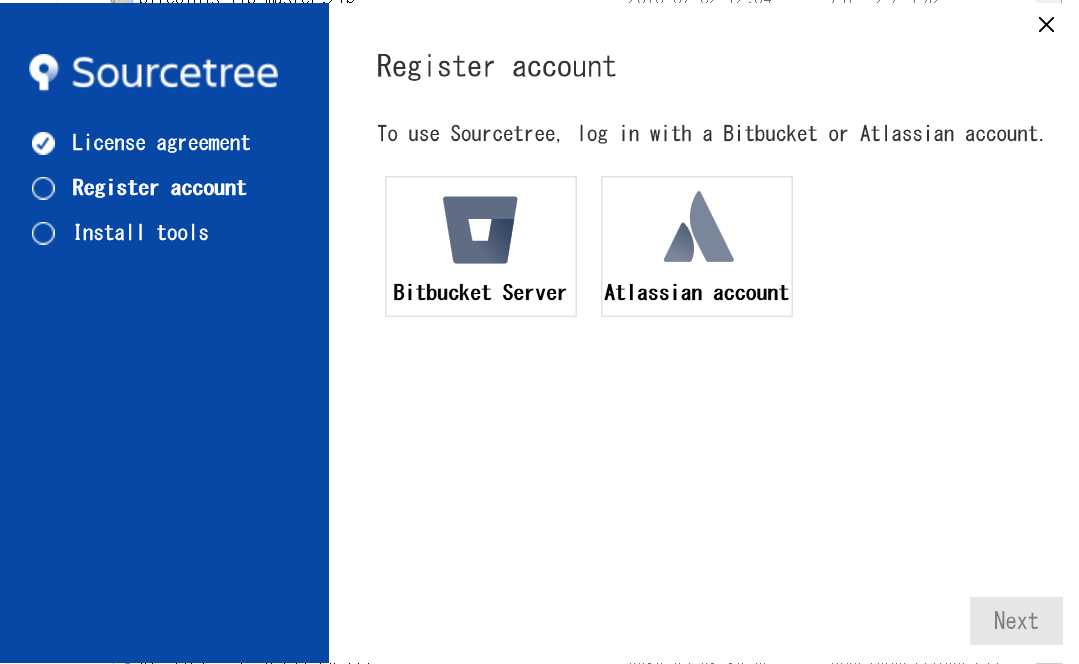 Sourcetree
License agreement
Register account
Install tools
Register account
To use Sourcetree, log in with a Bitbucket or Atlassian account.
Bitbucket Server
Atlassian account
Next